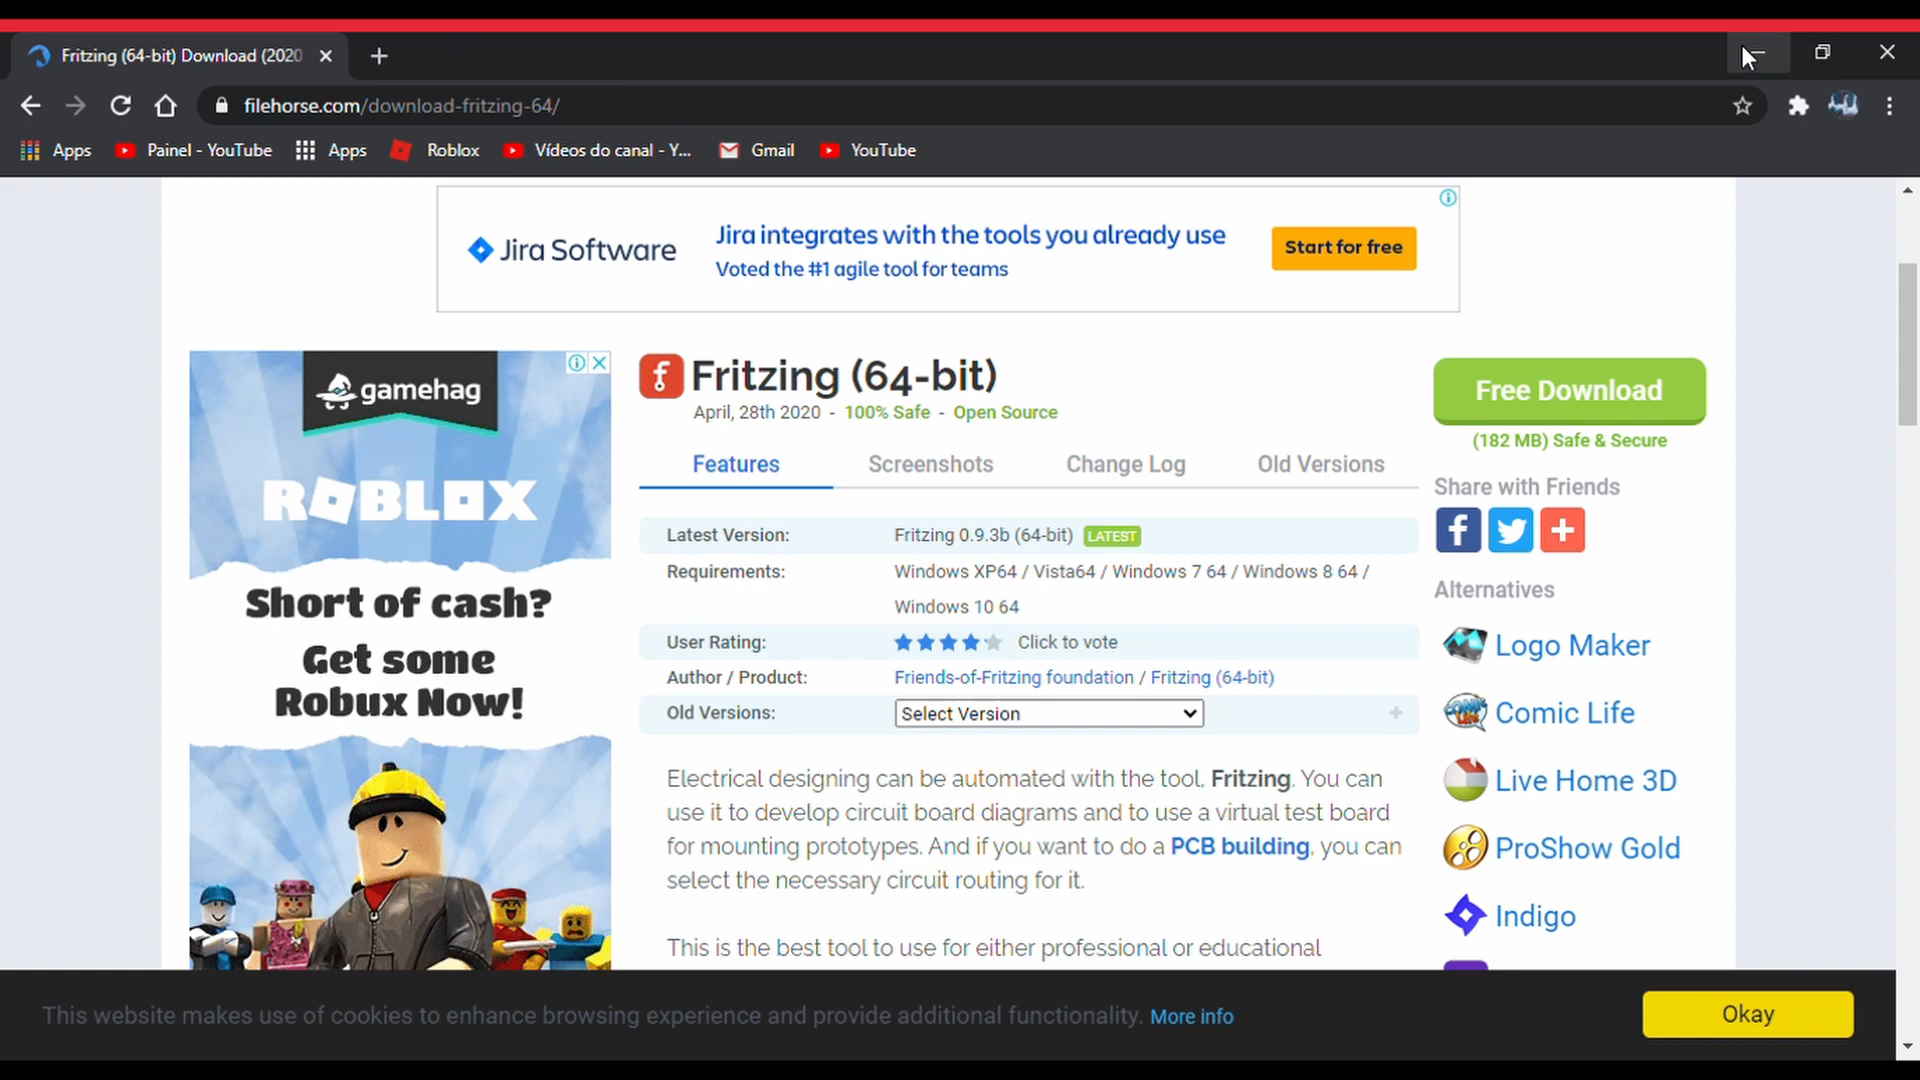 Fritzing (64-bit) Download (2020
filehorse.com/download-fritzing-64/
Apps
Painel - YouTube
Apps
Roblox
Vídeos do canal - Y...
Gmail
YouTube
Jira Software
Jira integrates with the tools you already use
Voted the #1 agile tool for teams
Start for free
gamehag
ROBLOX
Short of cash?
Get some
Robux Now!
Fritzing (64-bit)
April, 28th 2020 - 100% Safe - Open Source
Features
Screenshots
Change Log
Old Versions
Latest Version: Fritzing 0.9.3b (64-bit) LATEST
Requirements: Windows XP64 / Vista64 / Windows 7 64 / Windows 8 64 /
Windows 10 64
User Rating: Click to vote
Author / Product: Friends-of-Fritzing foundation / Fritzing (64-bit)
Old Versions: Select Version +
Electrical designing can be automated with the tool, Fritzing. You can
use it to develop circuit board diagrams and to use a virtual test board
for mounting prototypes. And if you want to do a PCB building, you can
select the necessary circuit routing for it.
This is the best tool to use for either professional or educational
Free Download
(182 MB) Safe & Secure
Share with Friends
Alternatives
Logo Maker
Comic Life
Live Home 3D
ProShow Gold
Indigo
This website makes use of cookies to enhance browsing experience and provide additional functionality. More info
Okay